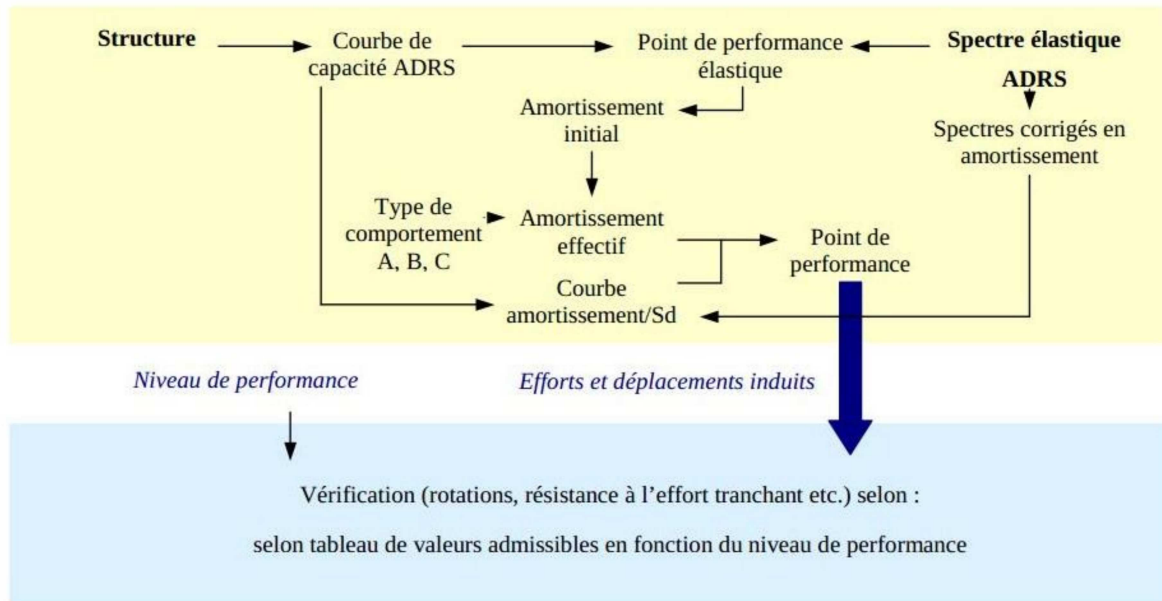 Structure
Courbe de
capacité ADRS
Point de performance
élastique
Spectre élastique
ADRS
Amortissement
initial
Spectres corrigés en
amortissement
Type de
comportement
A, B, C
Amortissement
effectif
Point de
performance
Courbe
amortissement/Sd
Niveau de performance
Efforts et déplacements induits
Vérification (rotations, résistance à l’effort tranchant etc.) selon :
selon tableau de valeurs admissibles en fonction du niveau de performance